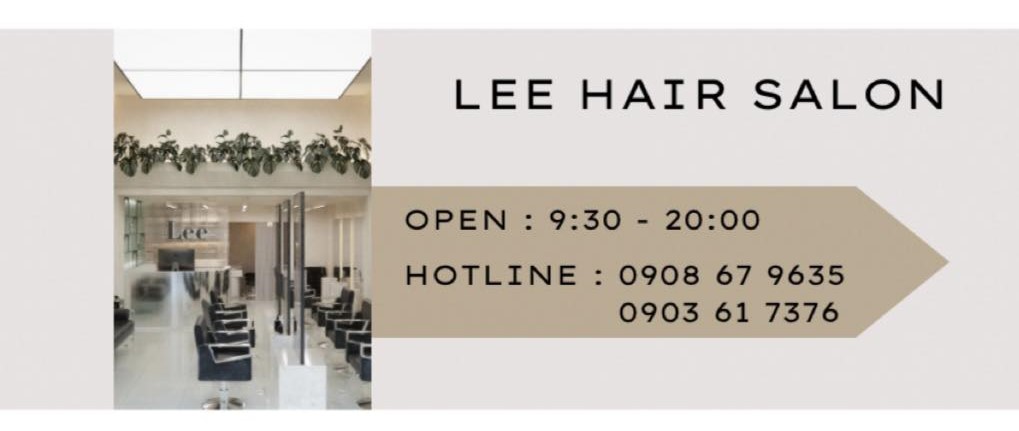 LEE HAIR SALON
OPEN : 9:30 - 20:00
HOTLINE : 0908 67 9635
0903 61 7376
Lee